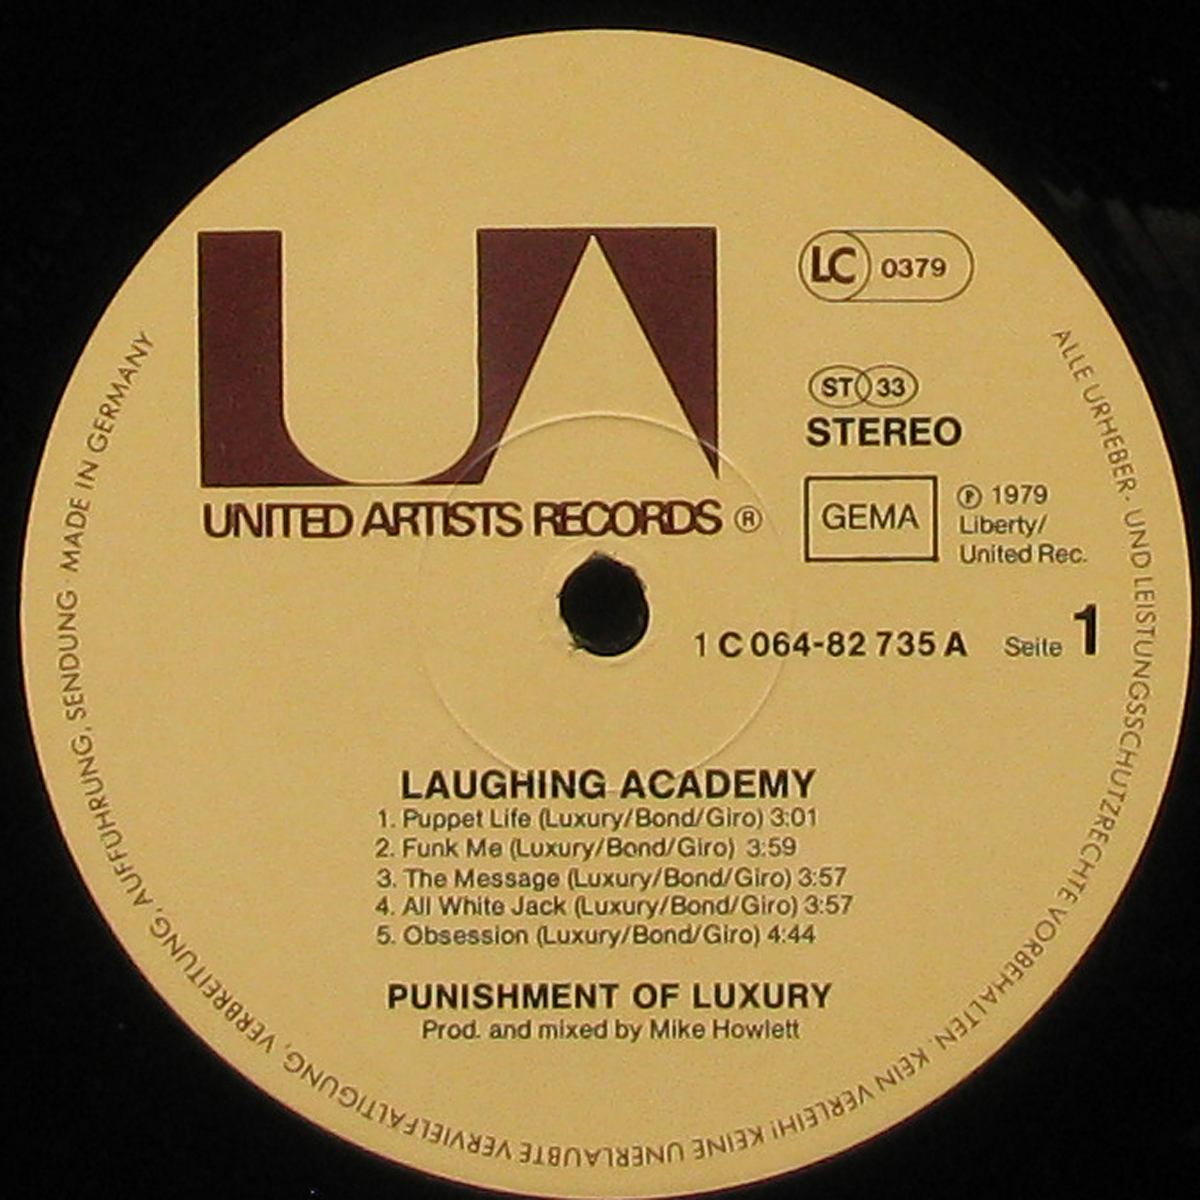 UA
UNITED ARTISTS RECORDS ®
LC 0379
ST 33
STEREO
GEMA
℗ 1979
Liberty/
United Rec.
1 C 064-82 735 A Seite 1
LAUGHING ACADEMY
1. Puppet Life (Luxury/Bond/Giro) 3:01
2. Funk Me (Luxury/Bond/Giro) 3:59
3. The Message (Luxury/Bond/Giro) 3:57
4. All White Jack (Luxury/Bond/Giro) 3:57
5. Obsession (Luxury/Bond/Giro) 4:44
PUNISHMENT OF LUXURY
Prod. and mixed by Mike Howlett
ALLE URHEBER- UND LEISTUNGSSCHUTZRECHTE VORBEHALTEN. KEIN VERLEIH! KEINE UNERLAUBTE VERVIELFÄLTIGUNG, VERBREITUNG, AUFFÜHRUNG, SENDUNG · MADE IN GERMANY